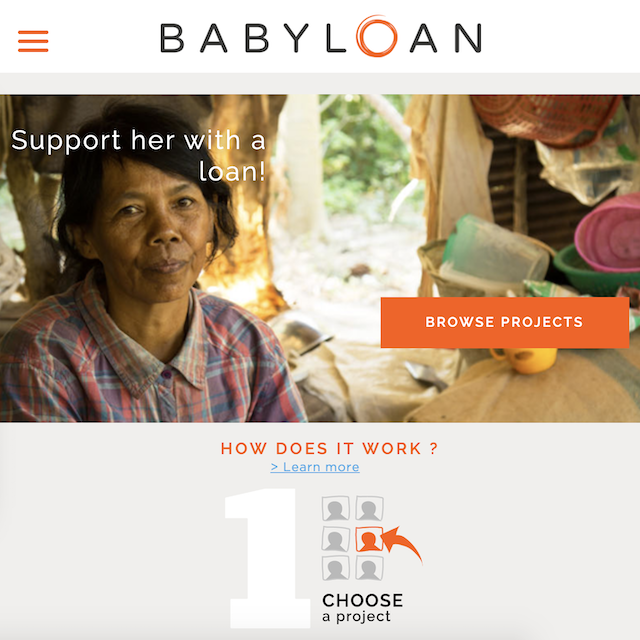 BABYLOAN
Support her with a
loan!
BROWSE PROJECTS
HOW DOES IT WORK ?
> Learn more
1
CHOOSE
a project